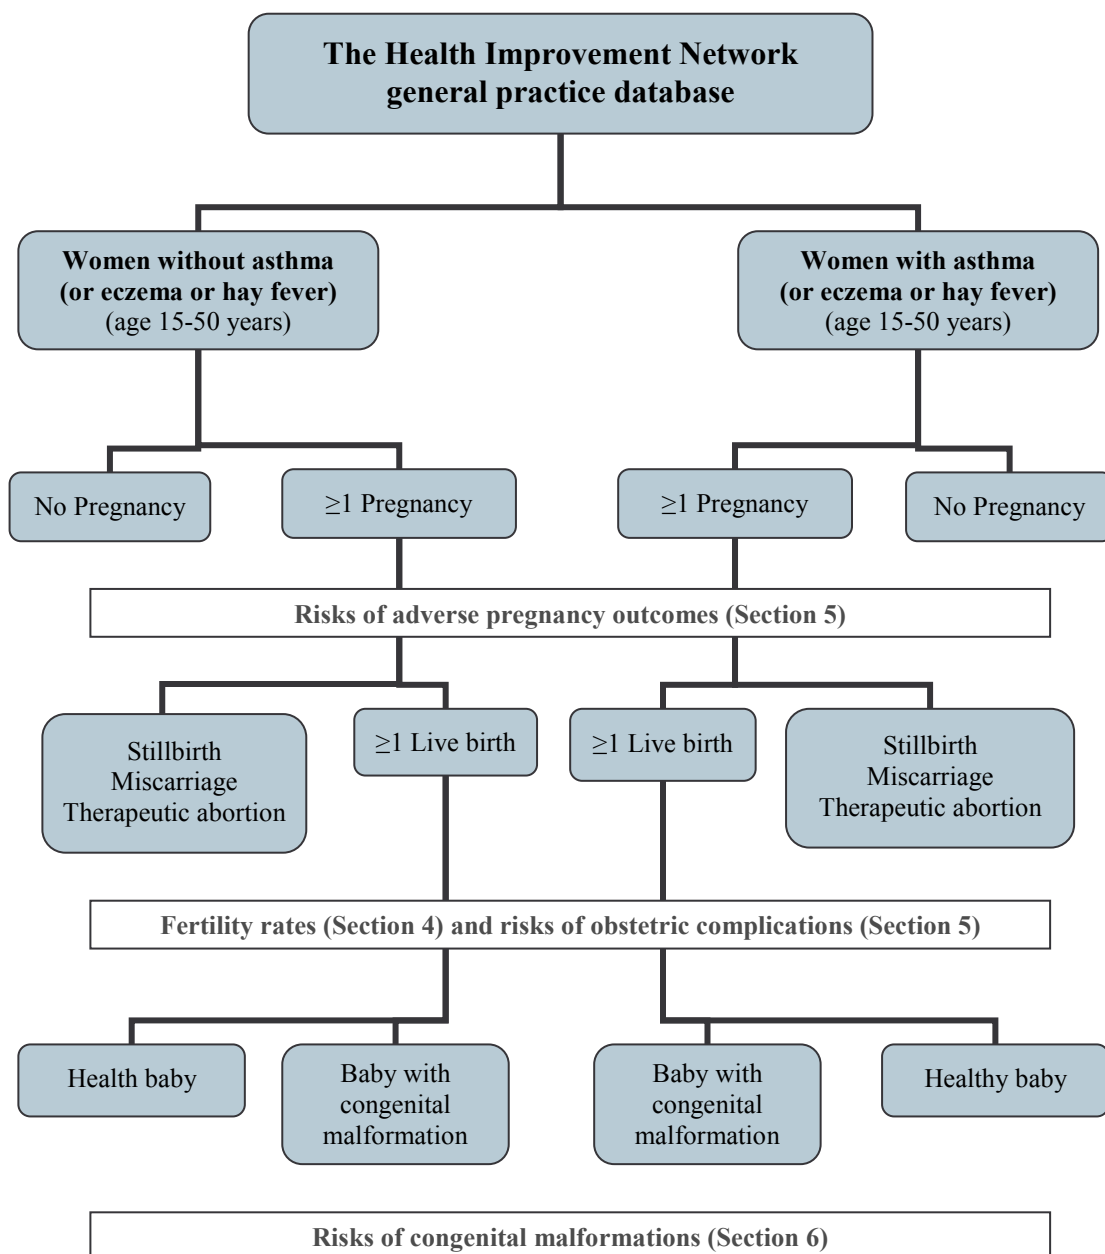 The Health Improvement Network
general practice database
Women without asthma
(or eczema or hay fever)
(age 15-50 years)
Women with asthma
(or eczema or hay fever)
(age 15-50 years)
No Pregnancy
≥1 Pregnancy
≥1 Pregnancy
No Pregnancy
Risks of adverse pregnancy outcomes (Section 5)
Stillbirth
Miscarriage
Therapeutic abortion
≥1 Live birth
≥1 Live birth
Stillbirth
Miscarriage
Therapeutic abortion
Fertility rates (Section 4) and risks of obstetric complications (Section 5)
Health baby
Baby with
congenital
malformation
Baby with
congenital
malformation
Healthy baby
Risks of congenital malformations (Section 6)